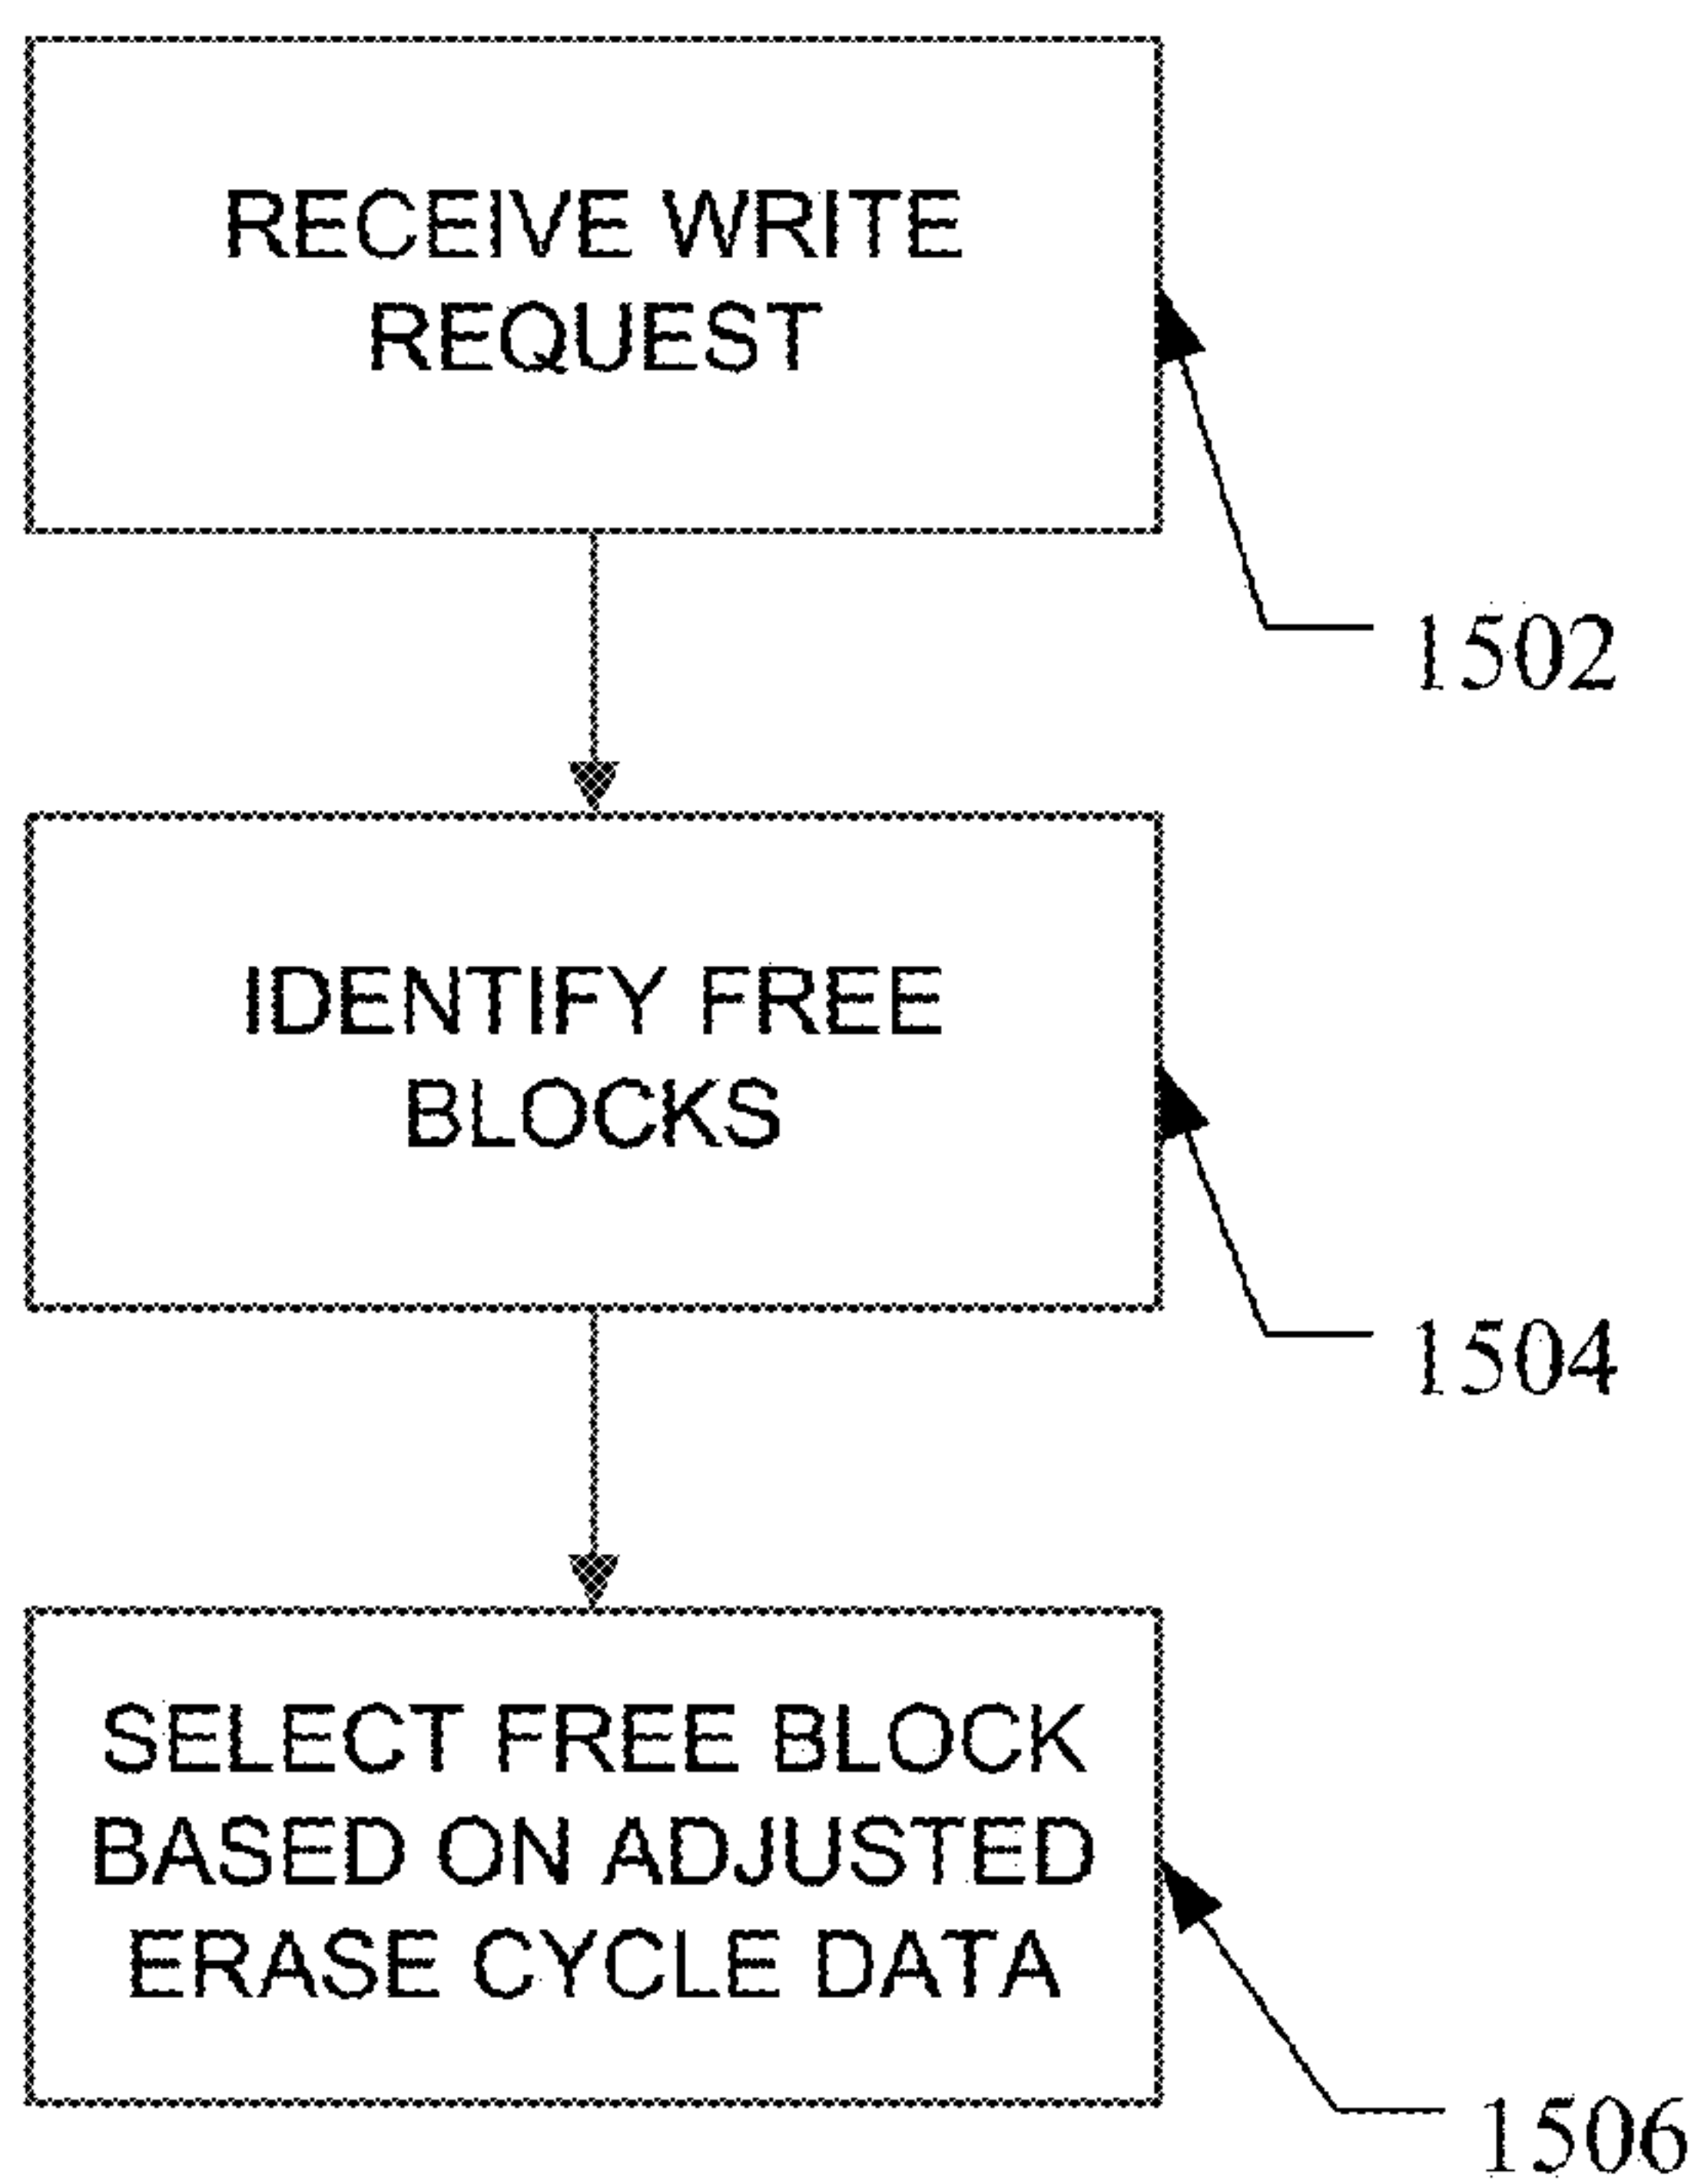 RECEIVE WRITE
REQUEST
1502
IDENTIFY FREE
BLOCKS
1504
SELECT FREE BLOCK
BASED ON ADJUSTED
ERASE CYCLE DATA
1506